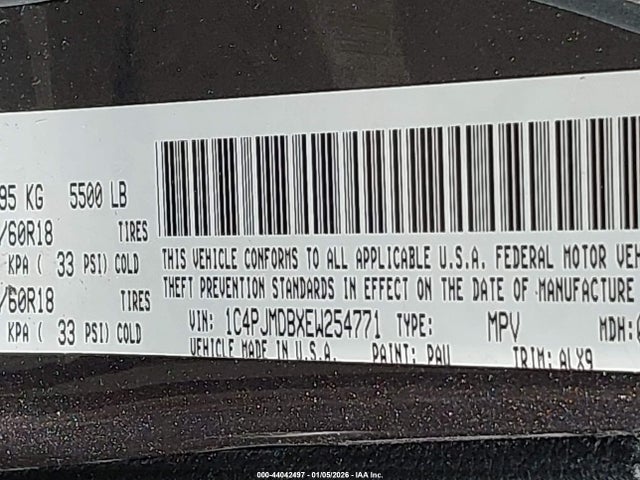 95 KG 5500 LB
/60R18 TIRES
KPA ( 33 PSI) COLD
/60R18 TIRES
KPA ( 33 PSI) COLD
THIS VEHICLE CONFORMS TO ALL APPLICABLE U.S.A. FEDERAL MOTOR VEH
THEFT PREVENTION STANDARDS IN EFFECT ON THE DATE OF MANUFACTURE
VIN: 1C4PJMDBXEW254771 TYPE: MPV MDH:
VEHICLE MADE IN U.S.A. PAINT: PAU TRIM: ALX9
000-44042497 - 01/05/2026 - IAA Inc.